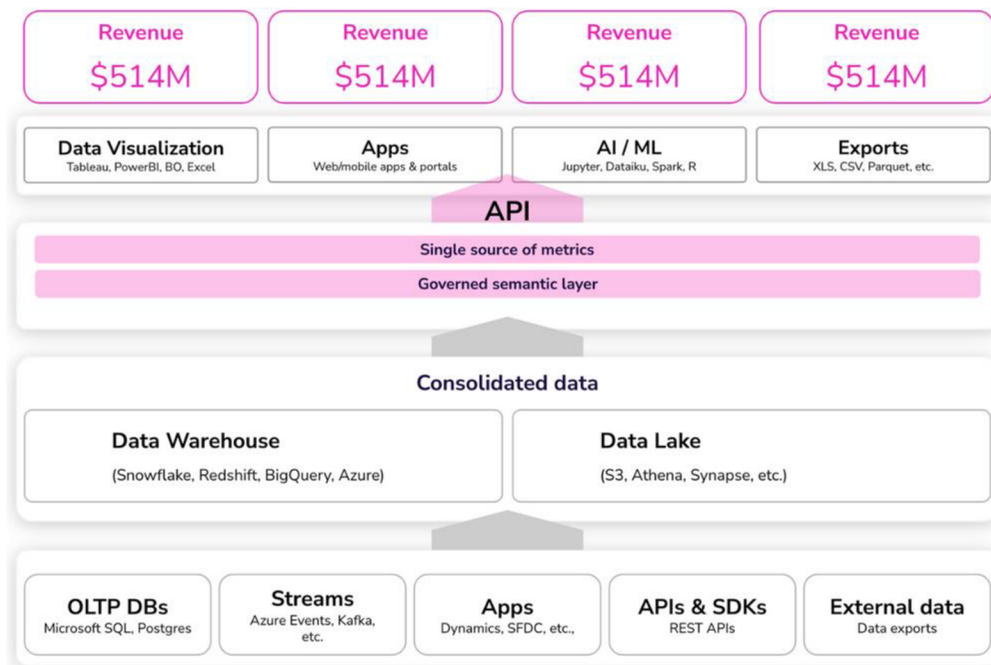 Revenue
$514M
Revenue
$514M
Revenue
$514M
Revenue
$514M
Data Visualization
Tableau, PowerBI, BO, Excel
Apps
Web/mobile apps & portals
AI / ML
Jupyter, Dataiku, Spark, R
Exports
XLS, CSV, Parquet, etc.
API
Single source of metrics
Governed semantic layer
Consolidated data
Data Warehouse
(Snowflake, Redshift, BigQuery, Azure)
Data Lake
(S3, Athena, Synapse, etc.)
OLTP DBs
Microsoft SQL, Postgres
Streams
Azure Events, Kafka,
etc.
Apps
Dynamics, SFDC, etc.,
APIs & SDKs
REST APIs
External data
Data exports